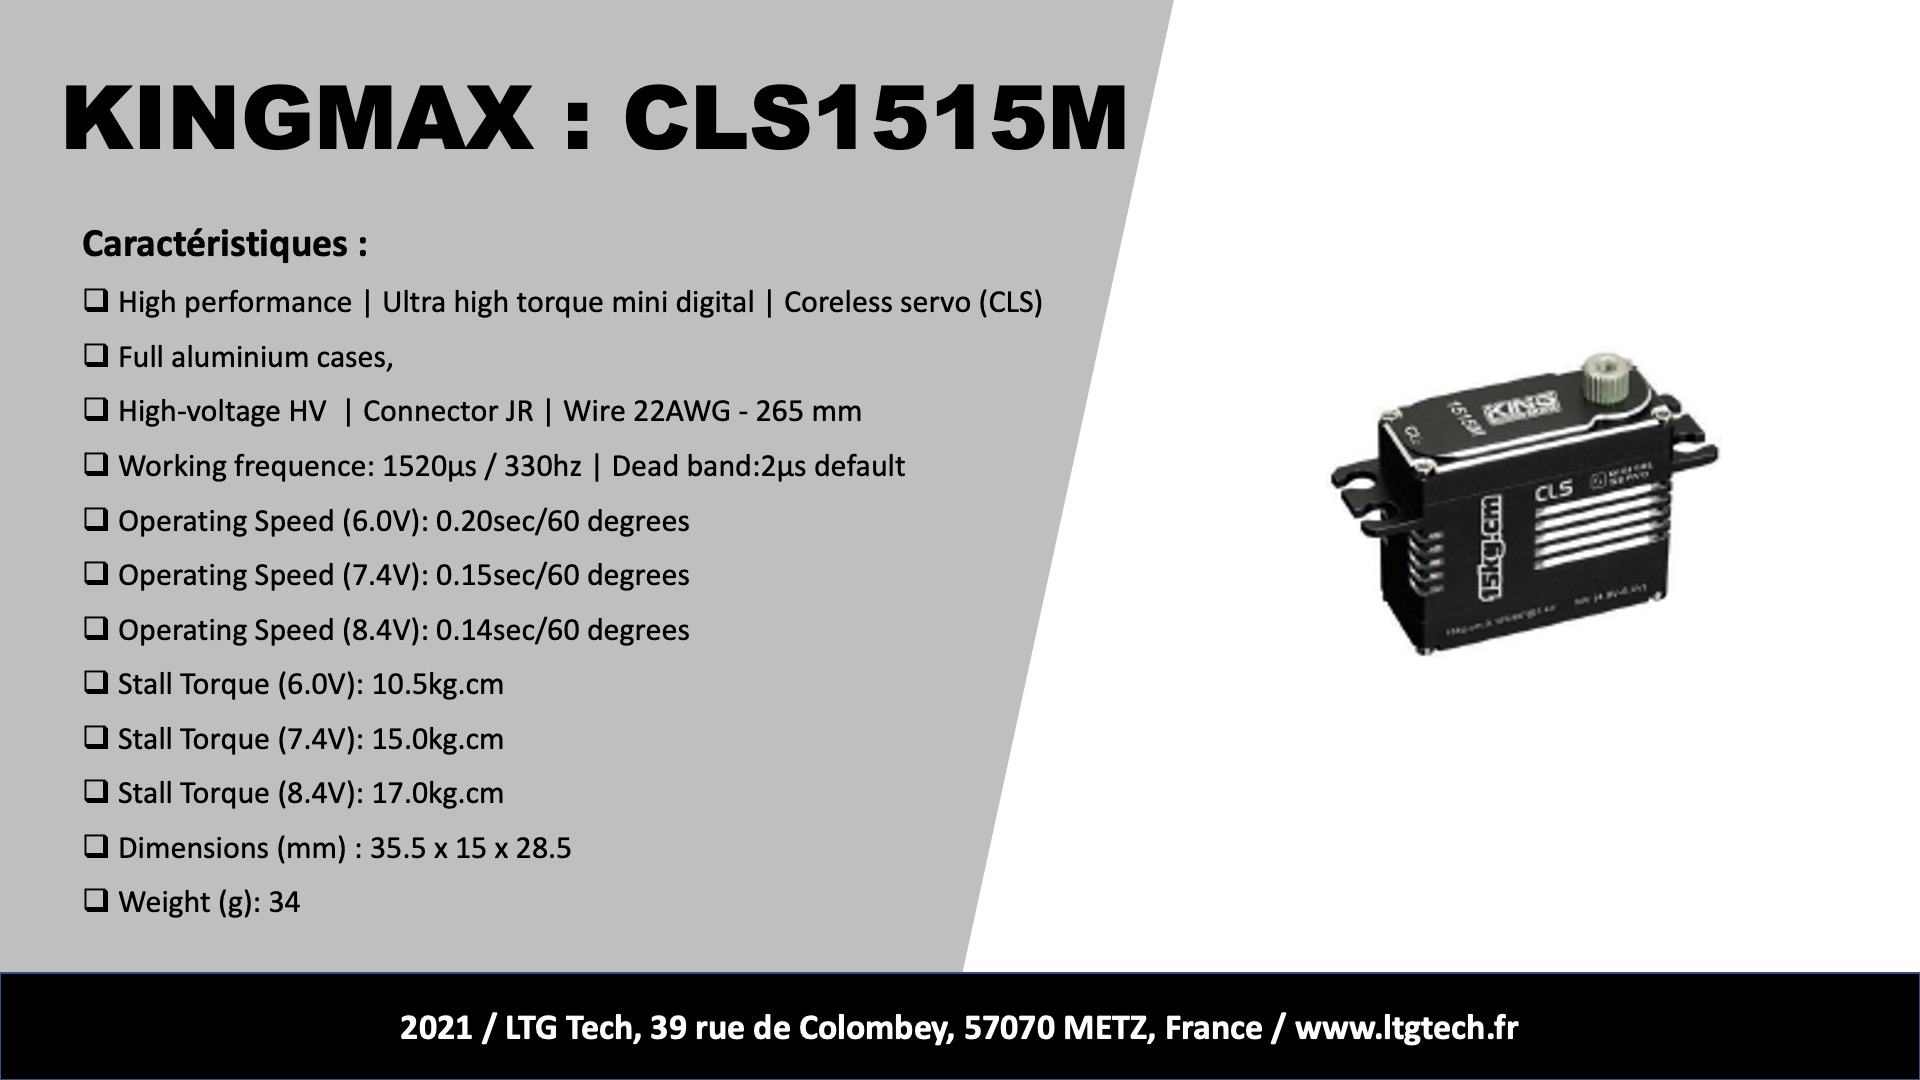 KINGMAX : CLS1515M
Caractéristiques :
❑ High performance | Ultra high torque mini digital | Coreless servo (CLS)
❑ Full aluminium cases,
❑ High-voltage HV | Connector JR | Wire 22AWG - 265 mm
❑ Working frequence: 1520μs / 330hz | Dead band:2μs default
❑ Operating Speed (6.0V): 0.20sec/60 degrees
❑ Operating Speed (7.4V): 0.15sec/60 degrees
❑ Operating Speed (8.4V): 0.14sec/60 degrees
❑ Stall Torque (6.0V): 10.5kg.cm
❑ Stall Torque (7.4V): 15.0kg.cm
❑ Stall Torque (8.4V): 17.0kg.cm
❑ Dimensions (mm) : 35.5 x 15 x 28.5
❑ Weight (g): 34
1515M
KING
CLS
15kg.cm
2021 / LTG Tech, 39 rue de Colombey, 57070 METZ, France / www.ltgtech.fr